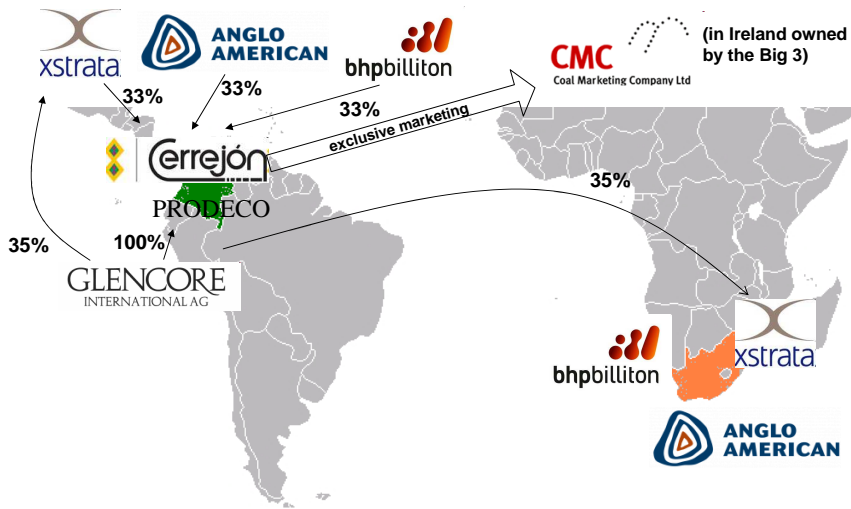 xstrata
ANGLO
AMERICAN
bhpbilliton
CMC
Coal Marketing Company Ltd
(in Ireland owned
by the Big 3)
33%
33%
33%
exclusive marketing
Cerrejón
PRODECO
35%
35%
100%
GLENCORE
INTERNATIONAL AG
bhpbilliton
xstrata
ANGLO
AMERICAN